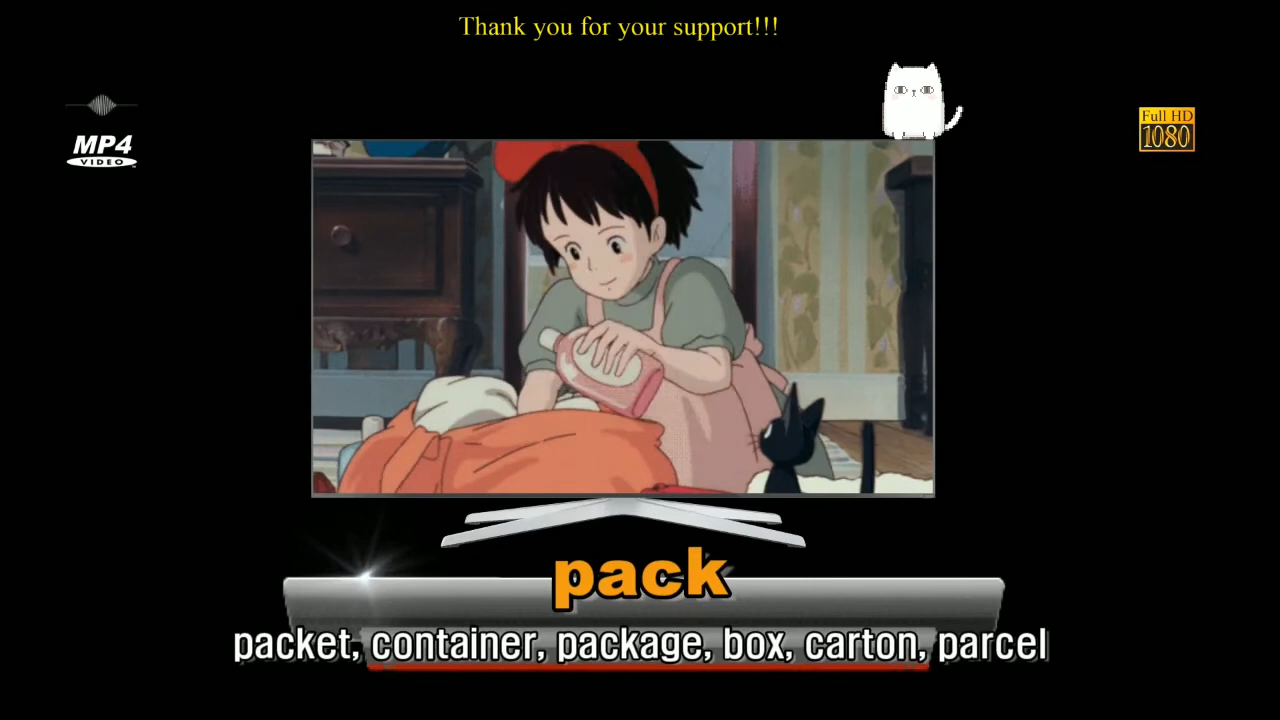 Thank you for your support!!!
MP4
VIDEO
Full HD
1080
pack
packet, container, package, box, carton, parcel